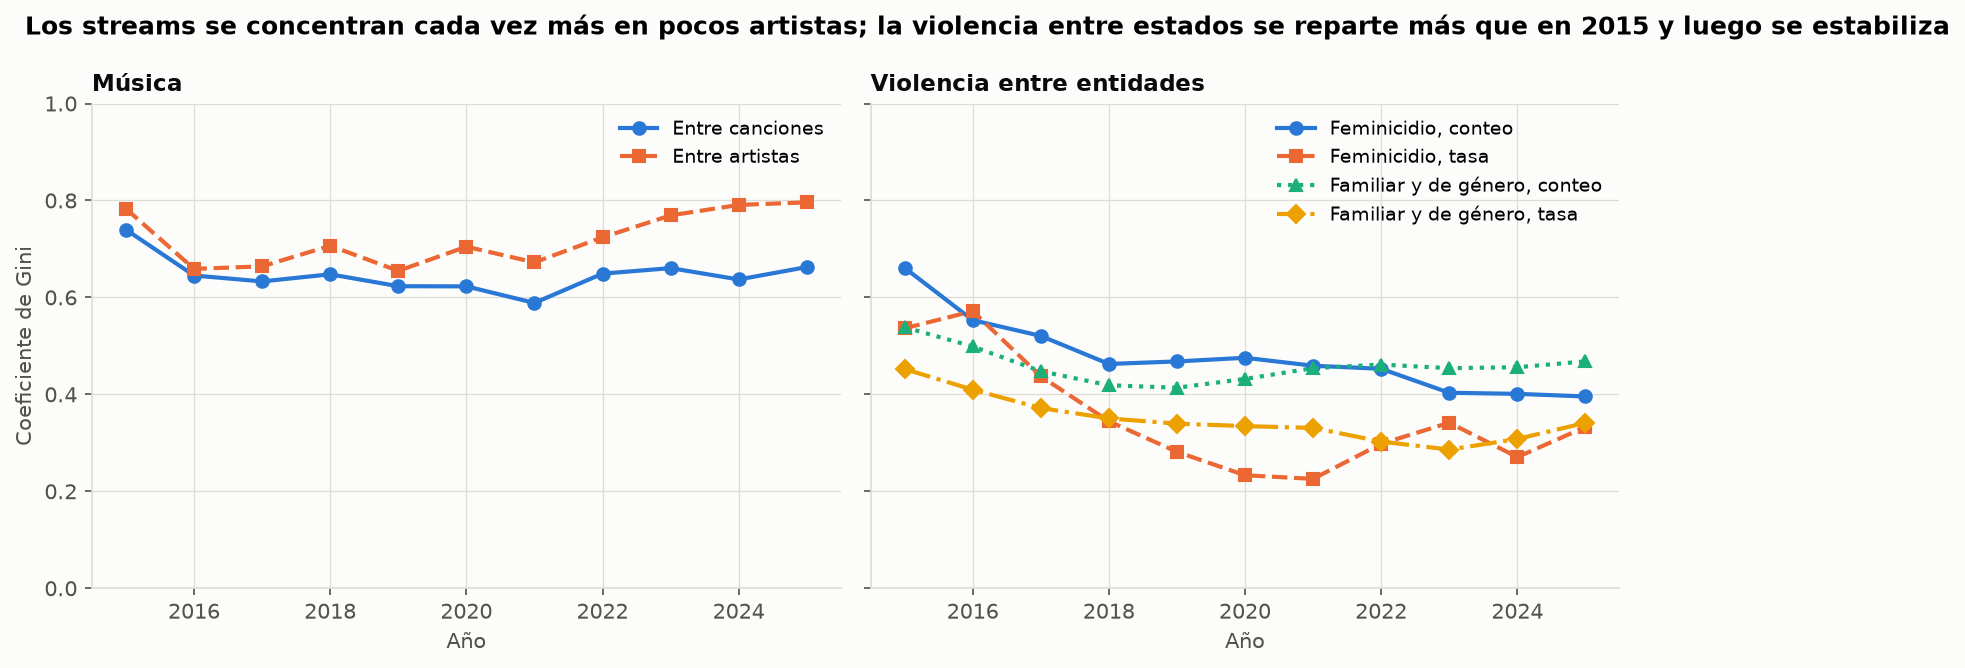 Los streams se concentran cada vez más en pocos artistas; la violencia entre estados se reparte más que en 2015 y luego se estabiliza
Música
Coeficiente de Gini
1.0
0.8
0.6
0.4
0.2
0.0
Entre canciones
Entre artistas
2016 2018 2020 2022 2024
Año
Violencia entre entidades
Feminicidio, conteo
Feminicidio, tasa
Familiar y de género, conteo
Familiar y de género, tasa
2016 2018 2020 2022 2024
Año